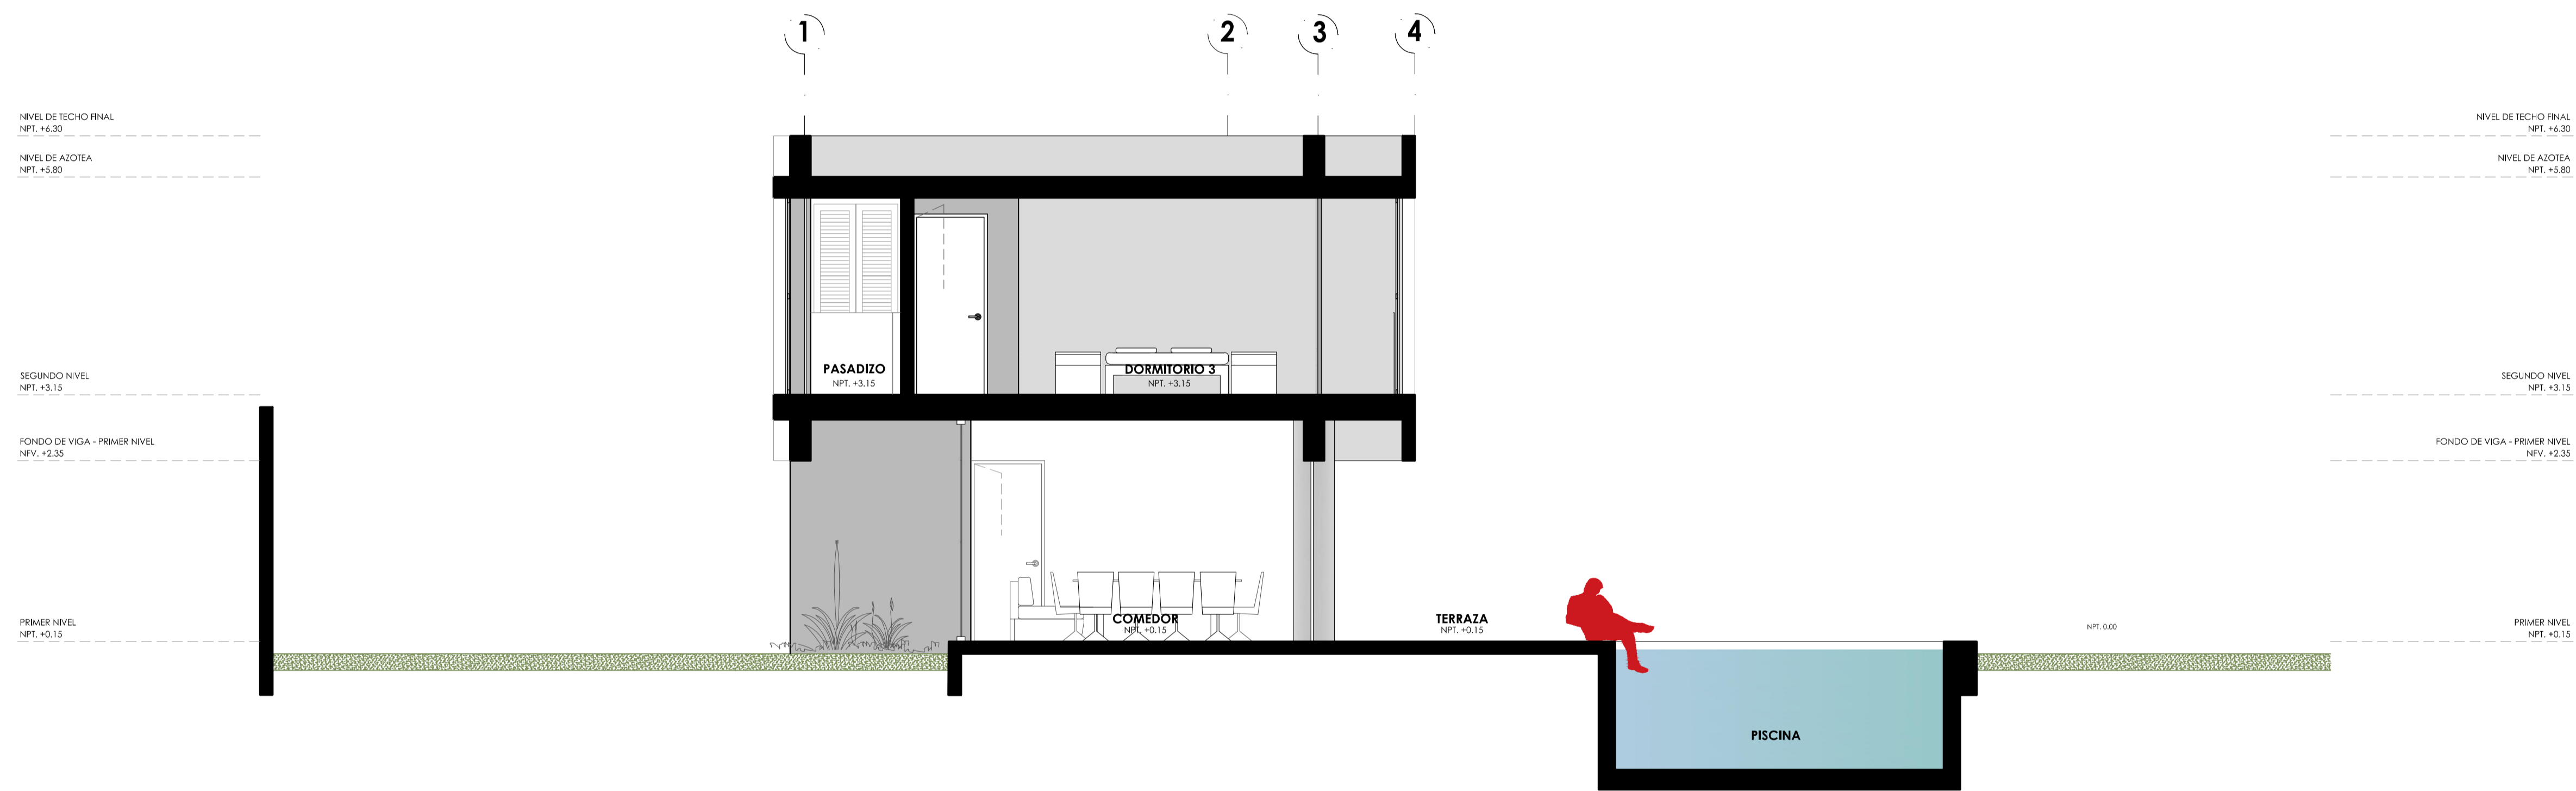 1
2
3
4
NIVEL DE TECHO FINAL
NPT. +6.30
NIVEL DE AZOTEA
NPT. +5.80
SEGUNDO NIVEL
NPT. +3.15
FONDO DE VIGA - PRIMER NIVEL
NFV. +2.35
PRIMER NIVEL
NPT. +0.15
PASADIZO
NPT. +3.15
DORMITORIO 3
NPT. +3.15
COMEDOR
NPT. +0.15
TERRAZA
NPT. +0.15
PISCINA
NPT. 0.00
NIVEL DE TECHO FINAL
NPT. +6.30
NIVEL DE AZOTEA
NPT. +5.80
SEGUNDO NIVEL
NPT. +3.15
FONDO DE VIGA - PRIMER NIVEL
NFV. +2.35
PRIMER NIVEL
NPT. +0.15